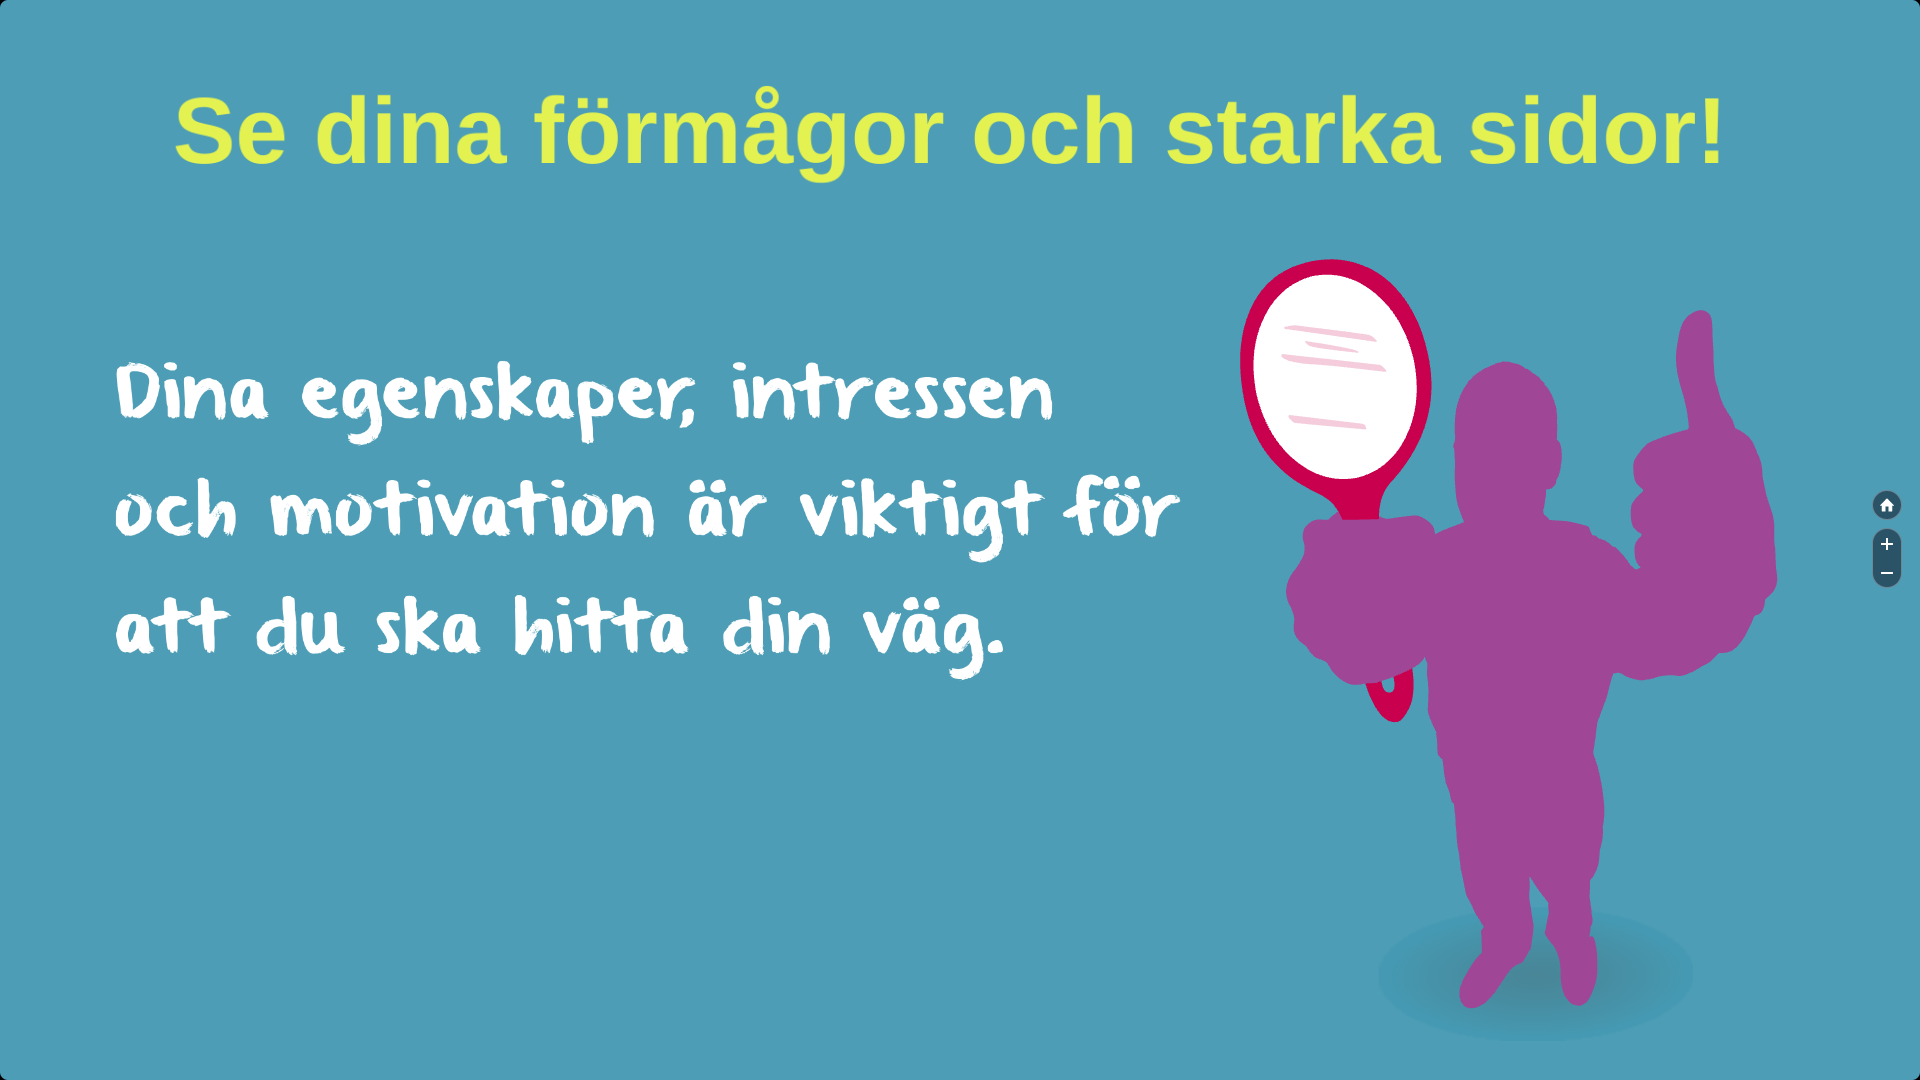 Se dina förmågor och starka sidor!
Dina egenskaper, intressen
och motivation är viktigt för
att du ska hitta din väg.